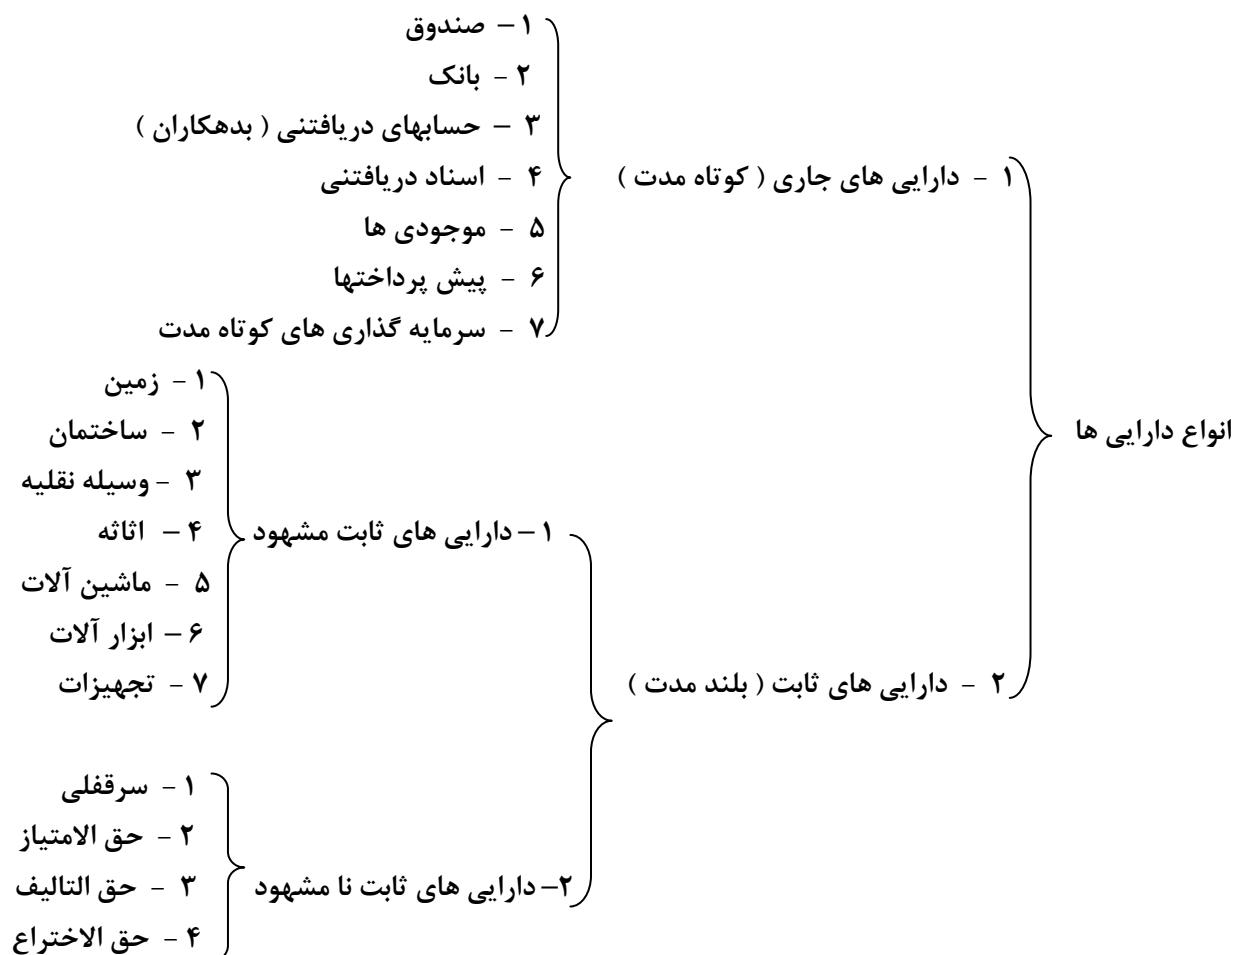 انواع دارایی ها
۱ - دارایی های جاری ( کوتاه مدت )
۱ – صندوق
۲ - بانک
۳ – حسابهای دریافتنی ( بدهکاران )
۴ - اسناد دریافتنی
۵ - موجودی ها
۶ - پیش پرداختها
۷ - سرمایه گذاری های کوتاه مدت
۲ - دارایی های ثابت ( بلند مدت )
۱ – دارایی های ثابت مشهود
۱ - زمین
۲ - ساختمان
۳ - وسیله نقلیه
۴ – اثاثه
۵ - ماشین آلات
۶ – ابزار آلات
۷ - تجهیزات
۲– دارایی های ثابت نا مشهود
۱ - سرقفلی
۲ - حق الامتیاز
۳ - حق التالیف
۴ - حق الاختراع